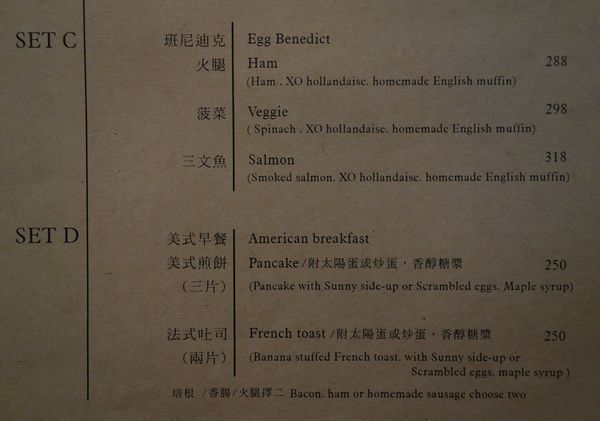 SET C 班尼迪克 Egg Benedict
火腿 Ham 288
(Ham . XO hollandaise. homemade English muffin)
菠菜 Veggie 298
( Spinach . XO hollandaise. homemade English muffin)
三文魚 Salmon 318
(Smoked salmon. XO hollandaise. homemade English muffin)
SET D 美式早餐 American breakfast
美式煎餅 Pancake /附太陽蛋或炒蛋，香醇糖漿 250
(三片) (Pancake with Sunny side-up or Scrambled eggs. Maple syrup)
法式吐司 French toast /附太陽蛋或炒蛋，香醇糖漿 250
(兩片) (Banana stuffed French toast. with Sunny side-up or
Scrambled eggs. maple syrup )
培根 /香腸/火腿擇二 Bacon. ham or homemade sausage choose two